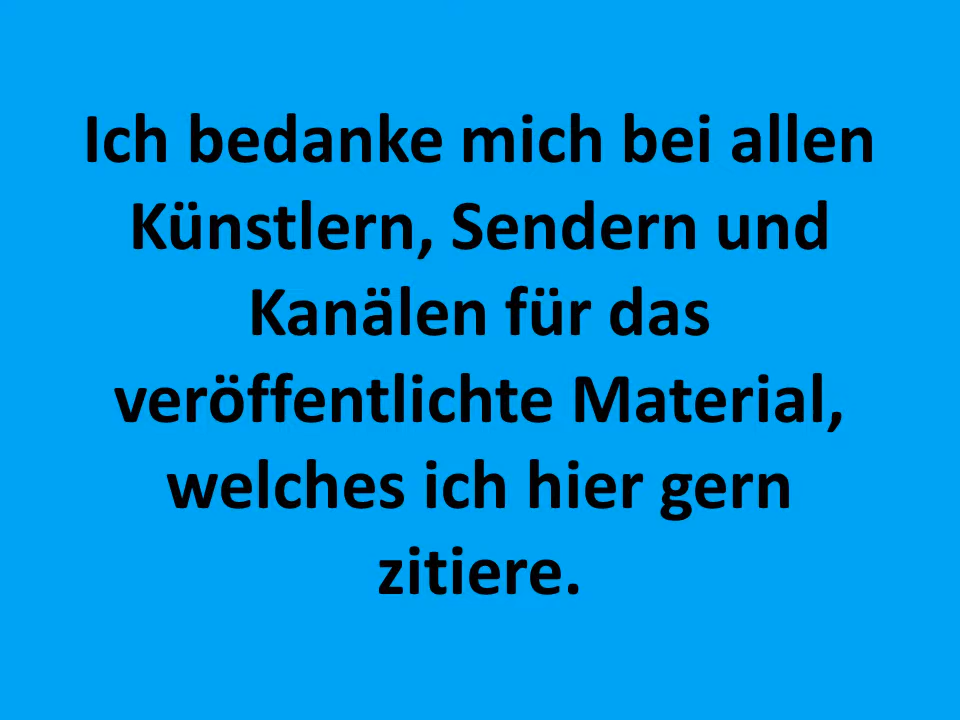 Ich bedanke mich bei allen
Künstlern, Sendern und
Kanälen für das
veröffentlichte Material,
welches ich hier gern
zitiere.